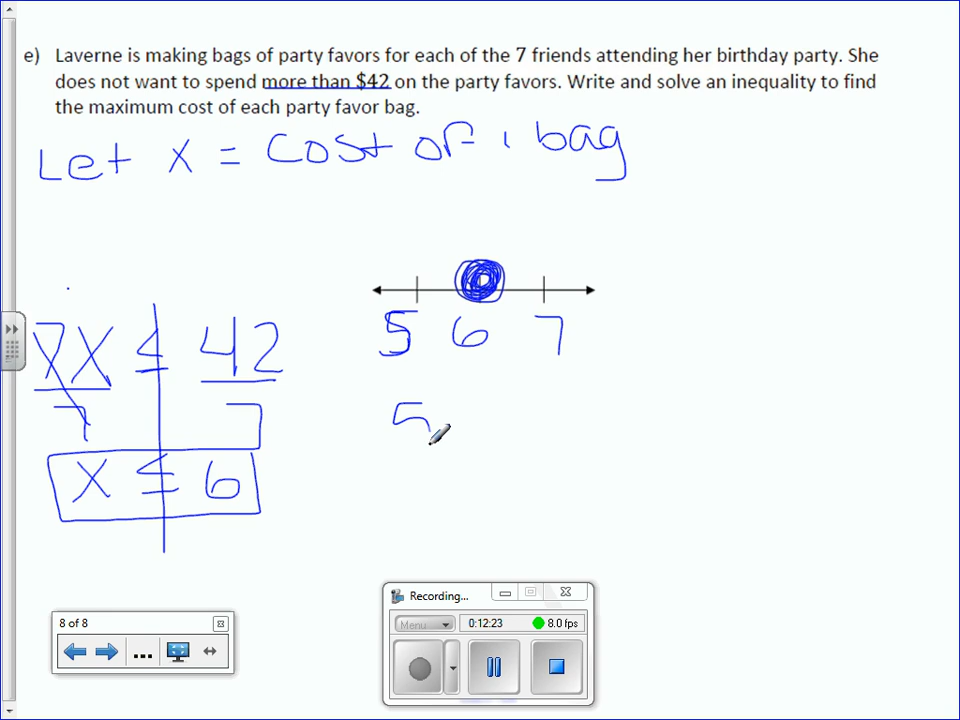 e) Laverne is making bags of party favors for each of the 7 friends attending her birthday party. She
does not want to spend more than $42 on the party favors. Write and solve an inequality to find
the maximum cost of each party favor bag.
Let x = cost of 1 bag
5 6 7
7x ≤ 42
7 7
5
x ≤ 6
Recording...
Menu 0:12:23 8.0 fps
8 of 8
...